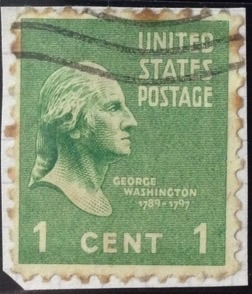 UNITED
STATES
POSTAGE
GEORGE
WASHINGTON
1789-1797
1 CENT 1